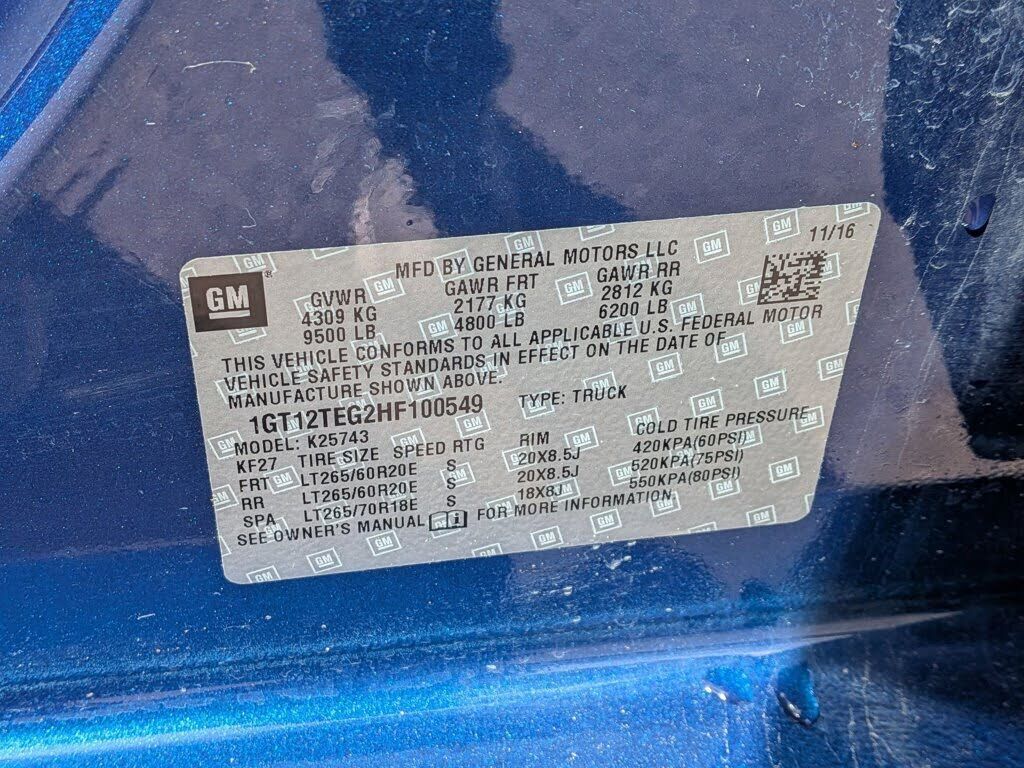 GM ®
MFD BY GENERAL MOTORS LLC 11/16
GVWR GAWR FRT GAWR RR
4309 KG 2177 KG 2812 KG
9500 LB 4800 LB 6200 LB
THIS VEHICLE CONFORMS TO ALL APPLICABLE U.S. FEDERAL MOTOR
VEHICLE SAFETY STANDARDS IN EFFECT ON THE DATE OF
MANUFACTURE SHOWN ABOVE.
1GT12TEG2HF100549 TYPE: TRUCK
MODEL: K25743
KF27 TIRE SIZE SPEED RTG RIM COLD TIRE PRESSURE
FRT LT265/60R20E S 20X8.5J 420KPA(60PSI)
RR LT265/60R20E S 20X8.5J 520KPA(75PSI)
SPA LT265/70R18E S 18X8J 550KPA(80PSI)
SEE OWNER'S MANUAL FOR MORE INFORMATION.